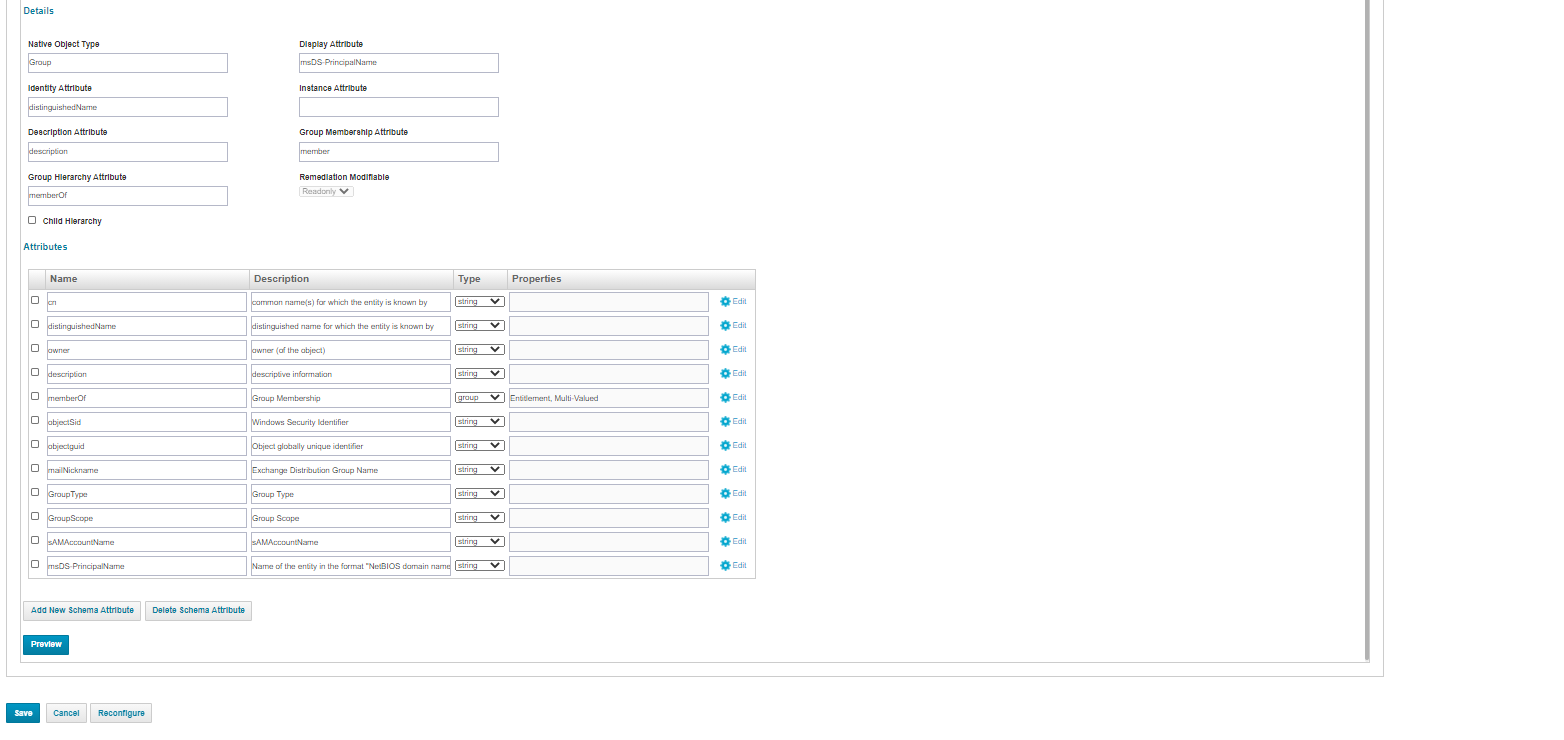 Details
Native Object Type Display Attribute
Group msDS-PrincipalName
Identity Attribute Instance Attribute
distinguishedName
Description Attribute Group Membership Attribute
description member
Group Hierarchy Attribute Remediation Modifiable
memberOf Readonly
Child Hierarchy
Attributes
Name Description Type Properties
cn common name(s) for which the entity is known by string Edit
distinguishedName distinguished name for which the entity is known by string Edit
owner owner (of the object) string Edit
description descriptive information string Edit
memberOf Group Membership group Entitlement, Multi-Valued Edit
objectSid Windows Security Identifier string Edit
objectguid Object globally unique identifier string Edit
mailNickname Exchange Distribution Group Name string Edit
GroupType Group Type string Edit
GroupScope Group Scope string Edit
sAMAccountName sAMAccountName string Edit
msDS-PrincipalName Name of the entity in the format "NetBIOS domain name string Edit
Add New Schema Attribute Delete Schema Attribute
Preview
Save Cancel Reconfigure